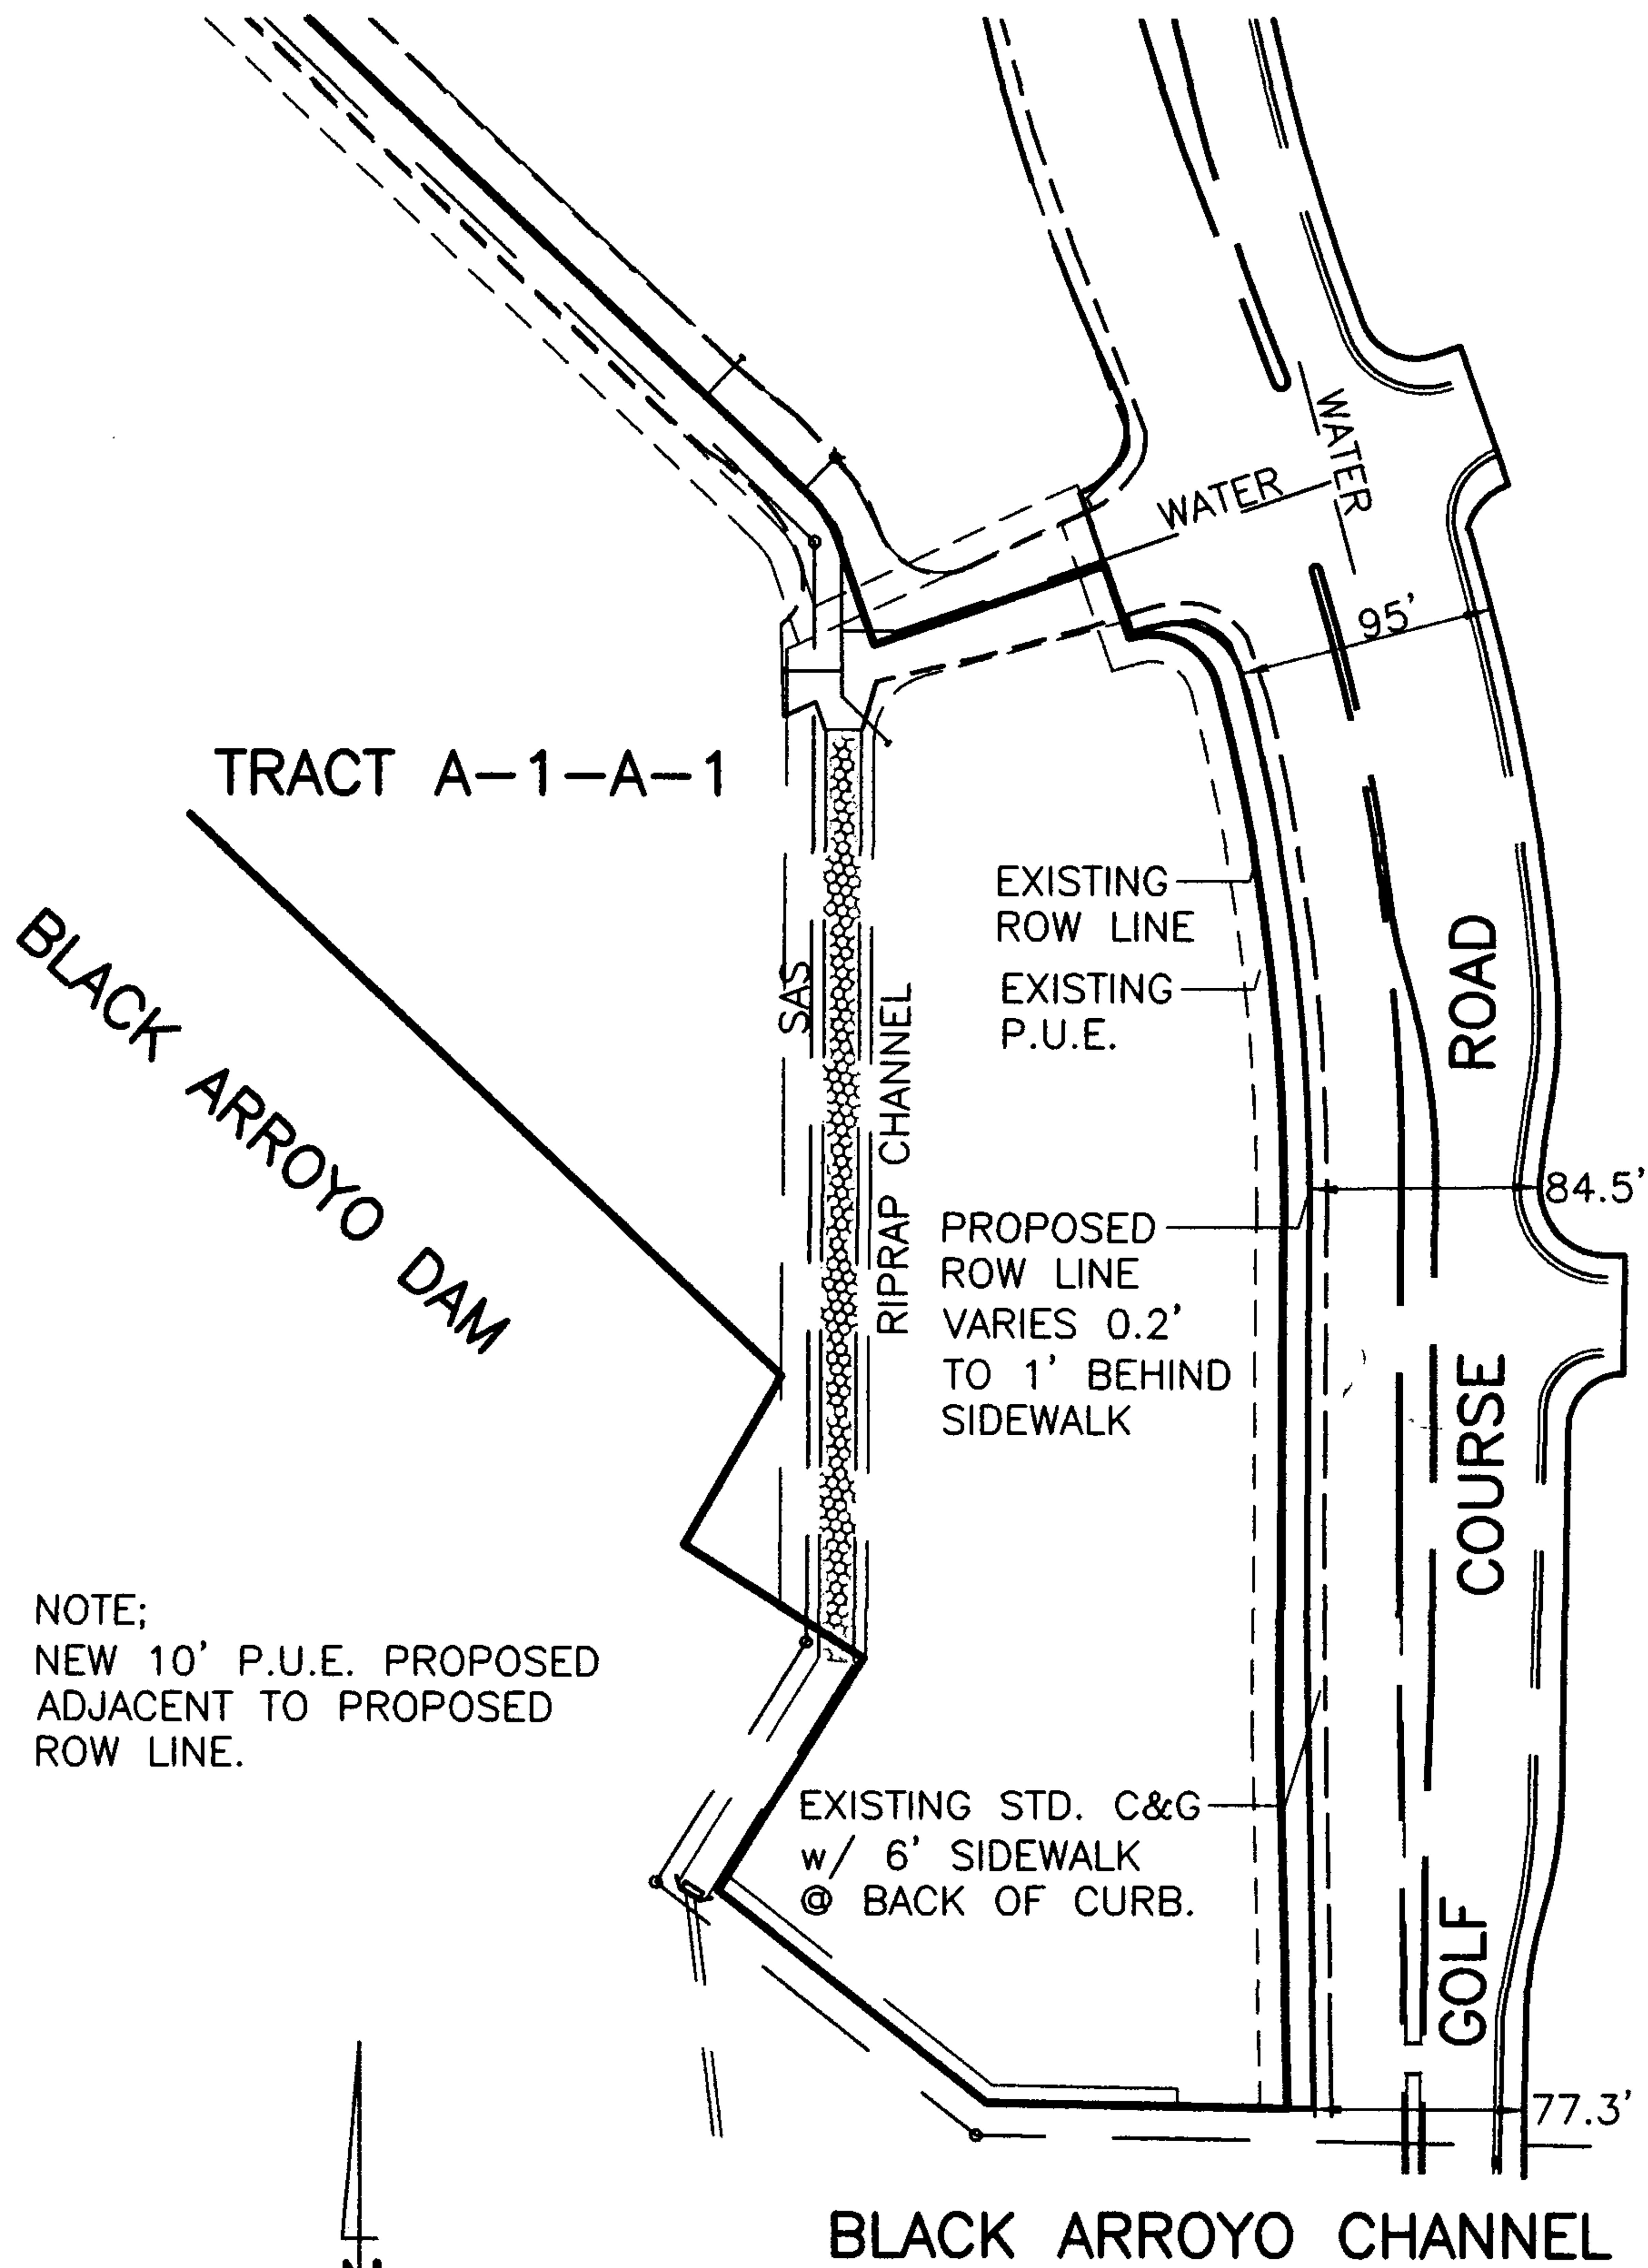 WATER
WATER
95'
TRACT A-1-A-1
BLACK ARROYO DAM
SAS
RIPRAP CHANNEL
EXISTING
ROW LINE
EXISTING
P.U.E.
PROPOSED
ROW LINE
VARIES 0.2'
TO 1' BEHIND
SIDEWALK
84.5'
GOLF COURSE ROAD
NOTE;
NEW 10' P.U.E. PROPOSED
ADJACENT TO PROPOSED
ROW LINE.
EXISTING STD. C&G
w/ 6' SIDEWALK
@ BACK OF CURB.
77.3'
BLACK ARROYO CHANNEL